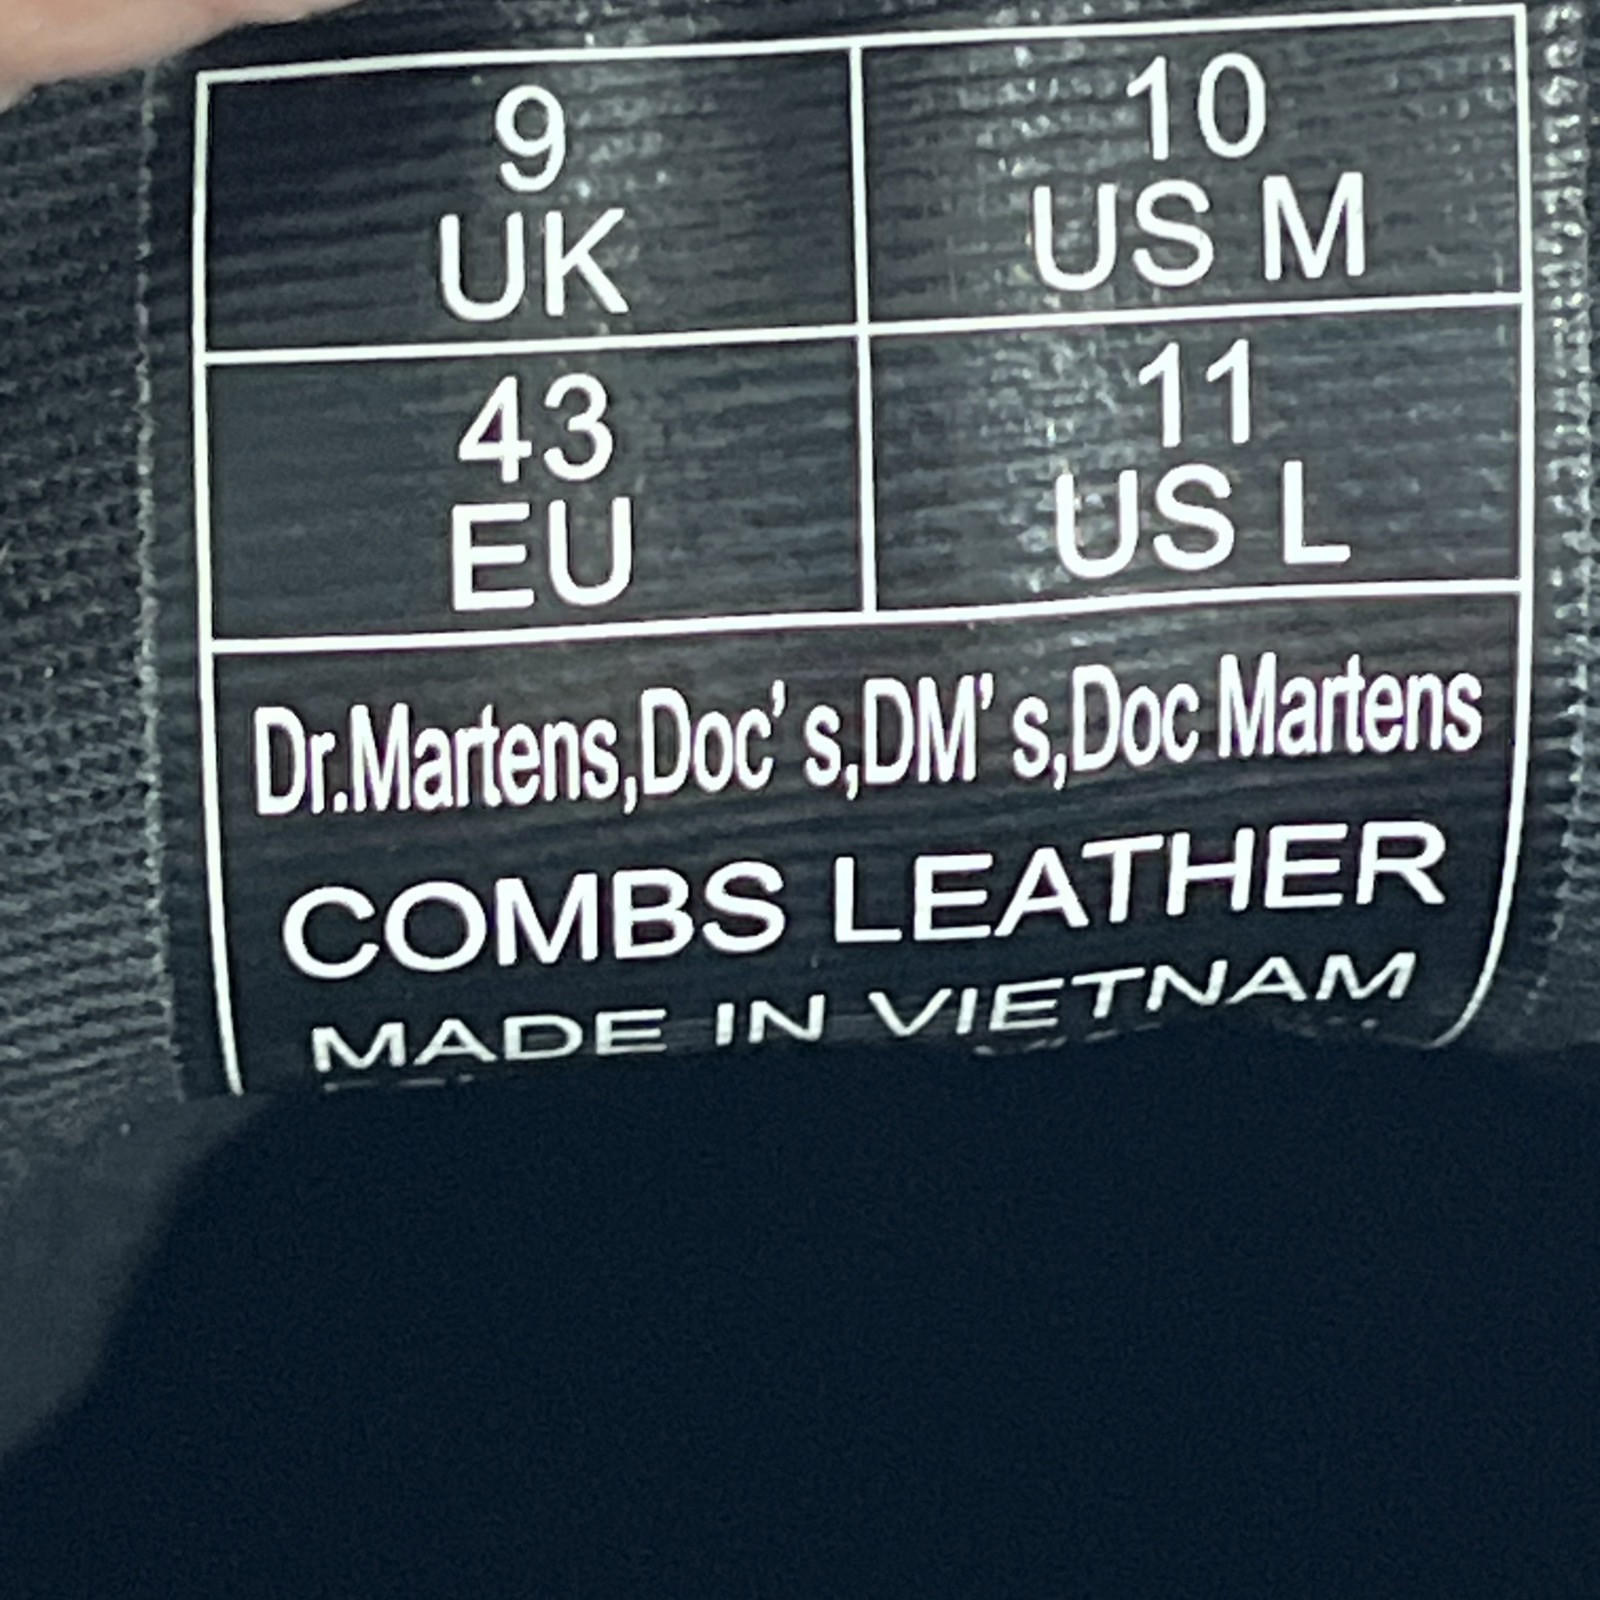 9
UK
10
US M
43
EU
11
US L
Dr.Martens,Doc's,DM's,Doc Martens
COMBS LEATHER
MADE IN VIETNAM